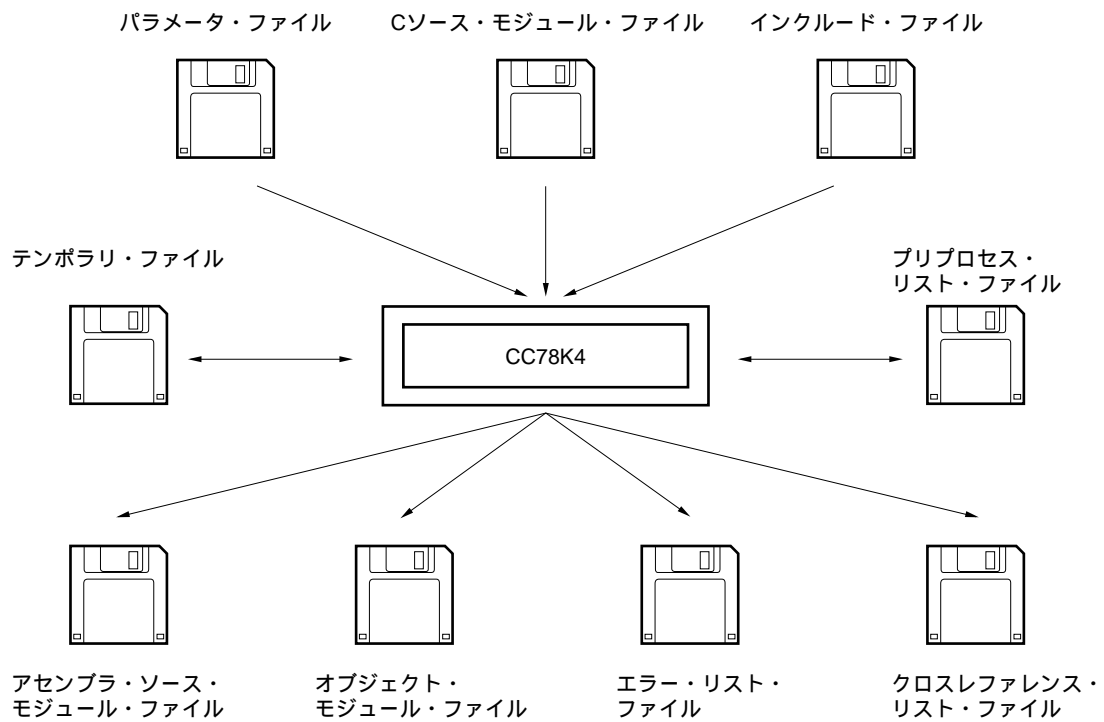 パラメータ・ファイル
Cソース・モジュール・ファイル
インクルード・ファイル
テンポラリ・ファイル
プリプロセス・
リスト・ファイル
CC78K4
アセンブラ・ソース・
モジュール・ファイル
オブジェクト・
モジュール・ファイル
エラー・リスト・
ファイル
クロスレファレンス・
リスト・ファイル